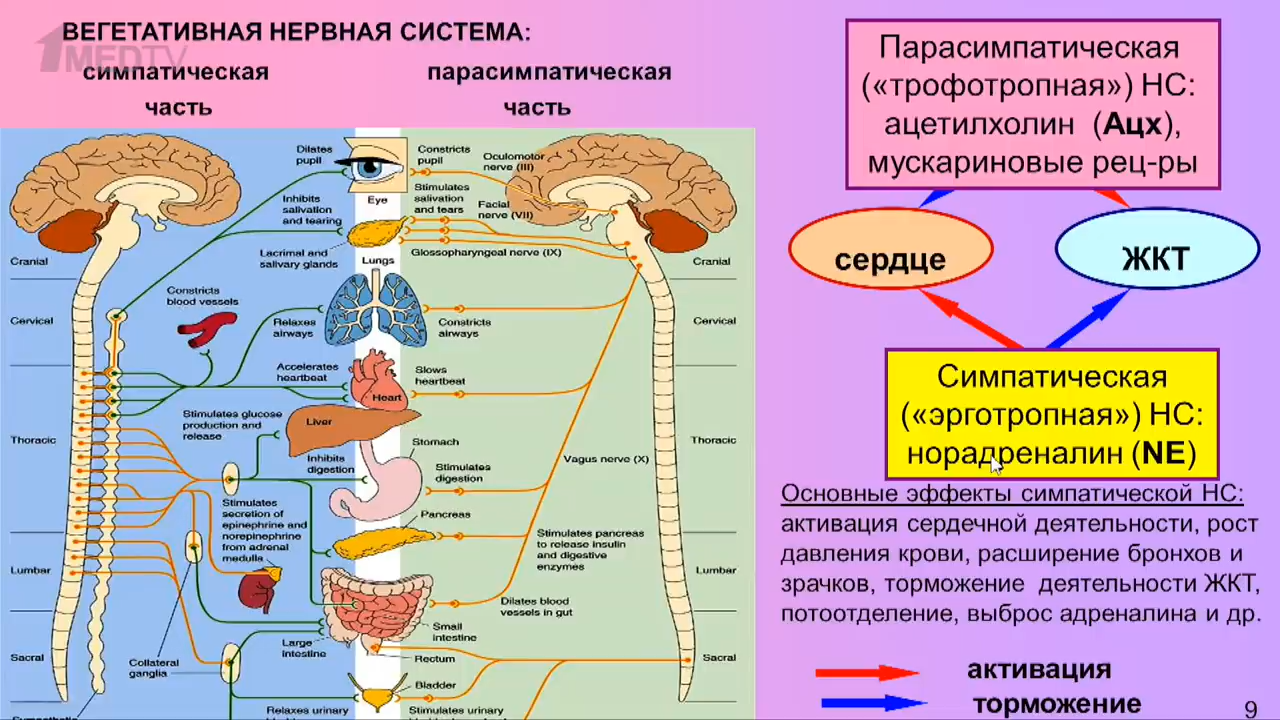 1MEDTV
ВЕГЕТАТИВНАЯ НЕРВНАЯ СИСТЕМА:
симпатическая
часть
парасимпатическая
часть
Dilates
pupil
Constricts
pupil
Oculomotor
nerve (III)
Eye
Inhibits
salivation
and tearing
Stimulates
salivation
and tears
Facial
nerve (VII)
Lacrimal and
salivary glands
Glossopharyngeal nerve (IX)
Cranial
Cranial
Lungs
Constricts
blood vessels
Relaxes
airways
Constricts
airways
Cervical
Cervical
Accelerates
heartbeat
Slows
heartbeat
Heart
Stimulates glucose
production and
release
Liver
Stomach
Thoracic
Thoracic
Inhibits
digestion
Stimulates
digestion
Vagus nerve (X)
Stimulates
secretion of
epinephrine and
norepinephrine
from adrenal
medulla
Pancreas
Stimulates pancreas
to release insulin
and digestive
enzymes
Lumbar
Lumbar
Dilates blood
vessels in gut
Small
intestine
Large
intestine
Rectum
Sacral
Sacral
Collateral
ganglia
Bladder
Relaxes urinary
Stimulates urinary
Парасимпатическая
(«трофотропная») НС:
ацетилхолин (Ацх),
мускариновые рец-ры
сердце
ЖКТ
Симпатическая
(«эрготропная») НС:
норадреналин (NE)
Основные эффекты симпатической НС:
активация сердечной деятельности, рост
давления крови, расширение бронхов и
зрачков, торможение деятельности ЖКТ,
потоотделение, выброс адреналина и др.
активация
торможение
9